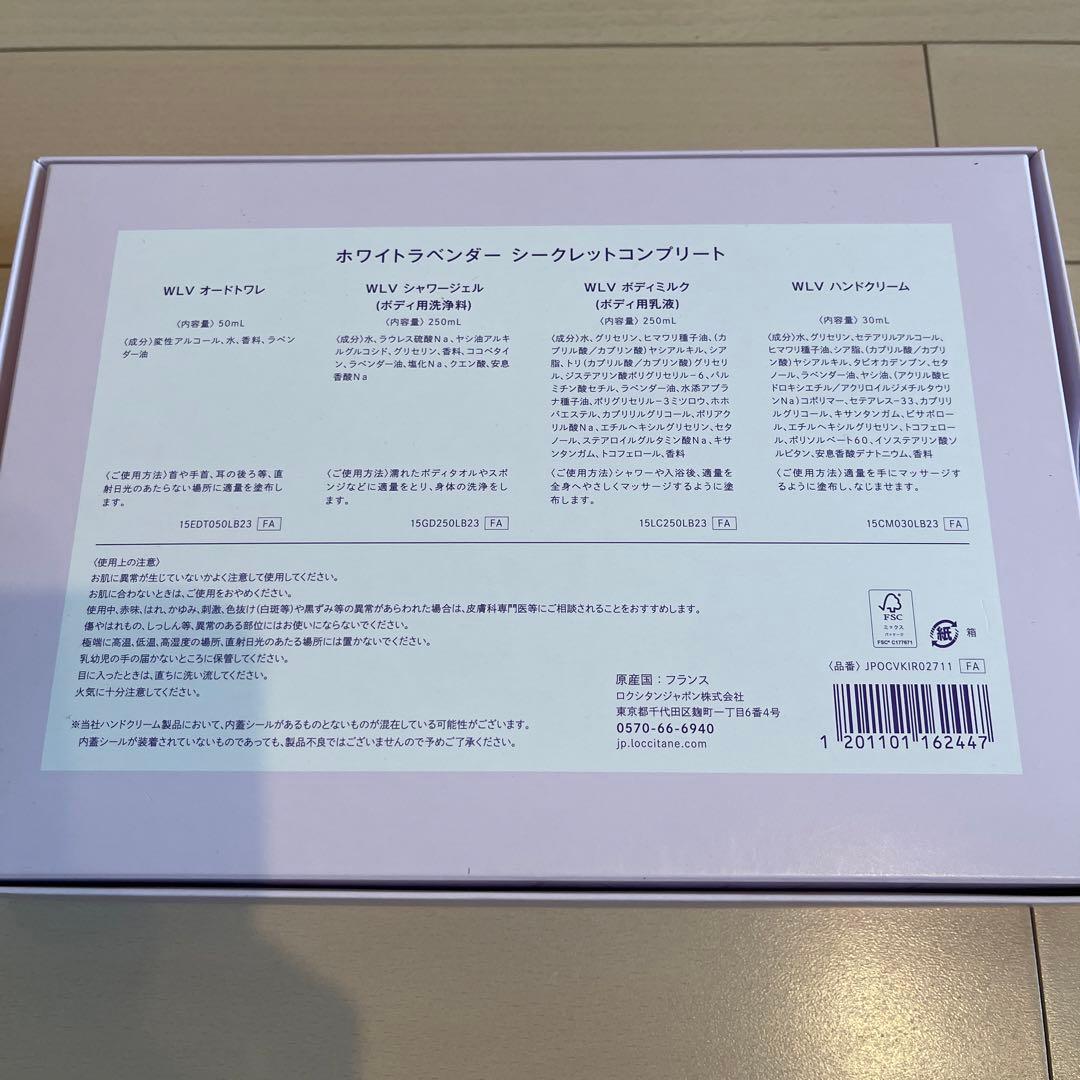 ホワイトラベンダー シークレットコンプリート
WLV オードトワレ
〈内容量〉50mL
〈成分〉変性アルコール、水、香料、ラベン
ダー油
〈ご使用方法〉首や手首、耳の後ろ等、直
射日光のあたらない場所に適量を塗布し
ます。
15EDT050LB23 FA
WLV シャワージェル
(ボディ用洗浄料)
〈内容量〉250mL
〈成分〉水、ラウレス硫酸Na、ヤシ油アルキ
ルグルコシド、グリセリン、香料、ココベタイ
ン、ラベンダー油、塩化Na、クエン酸、安息
香酸Na
〈ご使用方法〉濡れたボディタオルやスポ
ンジなどに適量をとり、身体の洗浄をし
ます。
15GD250LB23 FA
WLV ボディミルク
(ボディ用乳液)
〈内容量〉250mL
〈成分〉水、グリセリン、ヒマワリ種子油、(カ
プリル酸/カプリン酸)ヤシアルキル、シア
脂、トリ(カプリル酸/カプリン酸)グリセリ
ル、ジステアリン酸ポリグリセリル-6、パル
ミチン酸セチル、ラベンダー油、水添アブラ
ナ種子油、ポリグリセリル-3ミツロウ、ホホ
バエステル、カプリリルグリコール、ポリアク
リル酸Na、エチルヘキシルグリセリン、セタ
ノール、ステアロイルグルタミン酸Na、キサ
ンタンガム、トコフェロール、香料
〈ご使用方法〉シャワーや入浴後、適量を
全身へやさしくマッサージするように塗
布します。
15LC250LB23 FA
WLV ハンドクリーム
〈内容量〉30mL
〈成分〉水、グリセリン、セテアリルアルコール、
ヒマワリ種子油、シア脂、(カプリル酸/カプリ
ン酸)ヤシアルキル、タピオカデンプン、セタ
ノール、ラベンダー油、ヤシ油、(アクリル酸ヒ
ドロキシエチル/アクリロイルジメチルタウリ
ンNa)コポリマー、セテアレス-33、カプリリ
ルグリコール、キサンタンガム、ビサボロー
ル、エチルヘキシルグリセリン、トコフェロー
ル、ポリソルベート60、イソステアリン酸ソ
ルビタン、安息香酸デナトニウム、香料
〈ご使用方法〉適量を手にマッサージす
るように塗布し、なじませます。
15CM030LB23 FA
〈使用上の注意〉
お肌に異常が生じていないかよく注意して使用してください。
お肌に合わないときは、ご使用をおやめください。
使用中、赤味、はれ、かゆみ、刺激、色抜け(白斑等)や黒ずみ等の異常があらわれた場合は、皮膚科専門医等にご相談されることをおすすめします。
傷やはれもの、しっしん等、異常のある部位にはお使いにならないでください。
極端に高温、低温、高湿度の場所、直射日光のあたる場所には置かないでください。
乳幼児の手の届かないところに保管してください。
目に入ったときは、直ちに洗い流してください。
火気に十分注意してください。
※当社ハンドクリーム製品において、内蓋シールがあるものとないものが混在している可能性がございます。
内蓋シールが装着されていないものであっても、製品不良ではございませんので予めご了承ください。
原産国:フランス
ロクシタンジャポン株式会社
東京都千代田区麹町一丁目6番4号
0570-66-6940
jp.loccitane.com
FSC
ミックス
パッケージ
FSC® C177671
紙 箱
〈品番〉JPOCVKIR02711 FA
1 201101 162447